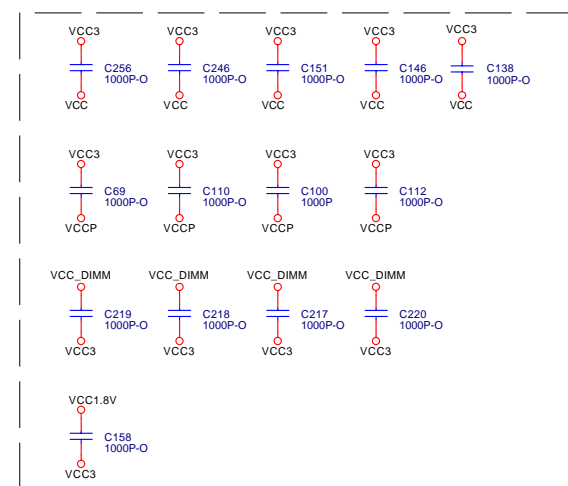 VCC3 VCC3 VCC3 VCC3 VCC3
C256 C246 C151 C146 C138
1000P-O 1000P-O 1000P-O 1000P-O 1000P-O
VCC VCC VCC VCC VCC
VCC3 VCC3 VCC3 VCC3
C69 C110 C100 C112
1000P-O 1000P-O 1000P 1000P-O
VCCP VCCP VCCP VCCP
VCC_DIMM VCC_DIMM VCC_DIMM VCC_DIMM
C219 C218 C217 C220
1000P-O 1000P-O 1000P-O 1000P-O
VCC3 VCC3 VCC3 VCC3
VCC1.8V
C158
1000P-O
VCC3